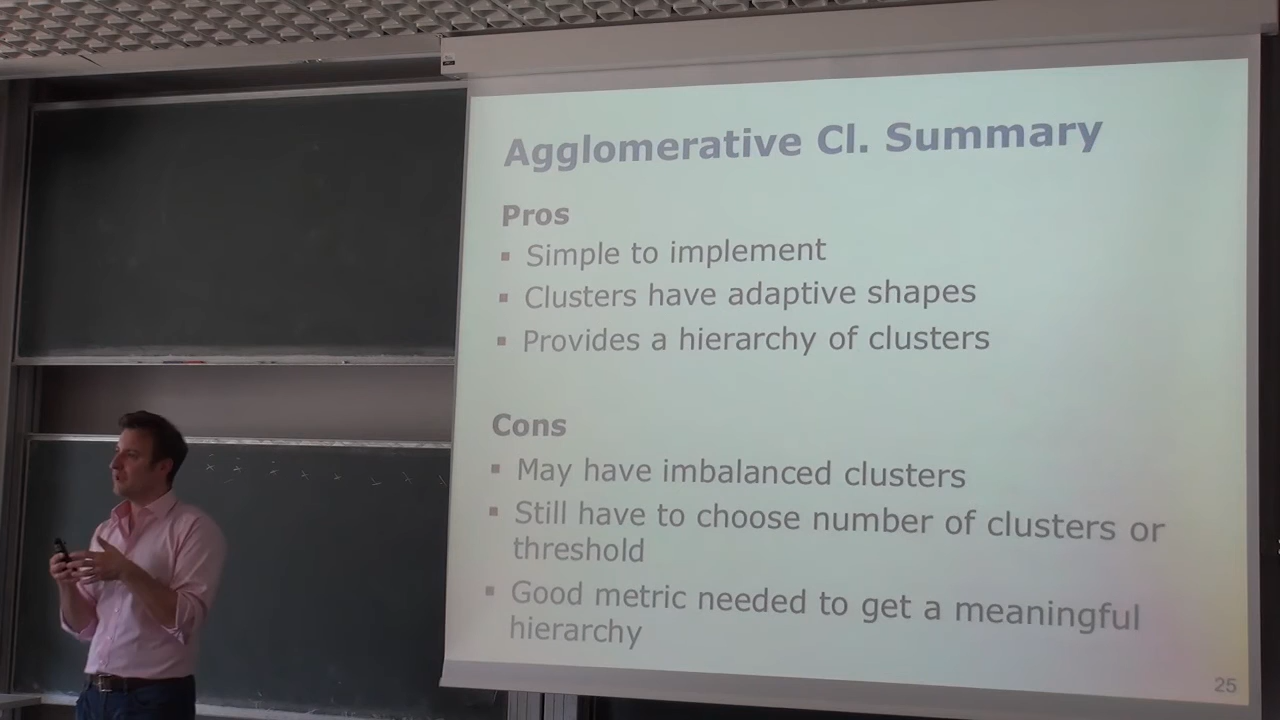 Agglomerative Cl. Summary
Pros
▪ Simple to implement
▪ Clusters have adaptive shapes
▪ Provides a hierarchy of clusters
Cons
▪ May have imbalanced clusters
▪ Still have to choose number of clusters or
threshold
▪ Good metric needed to get a meaningful
hierarchy
25